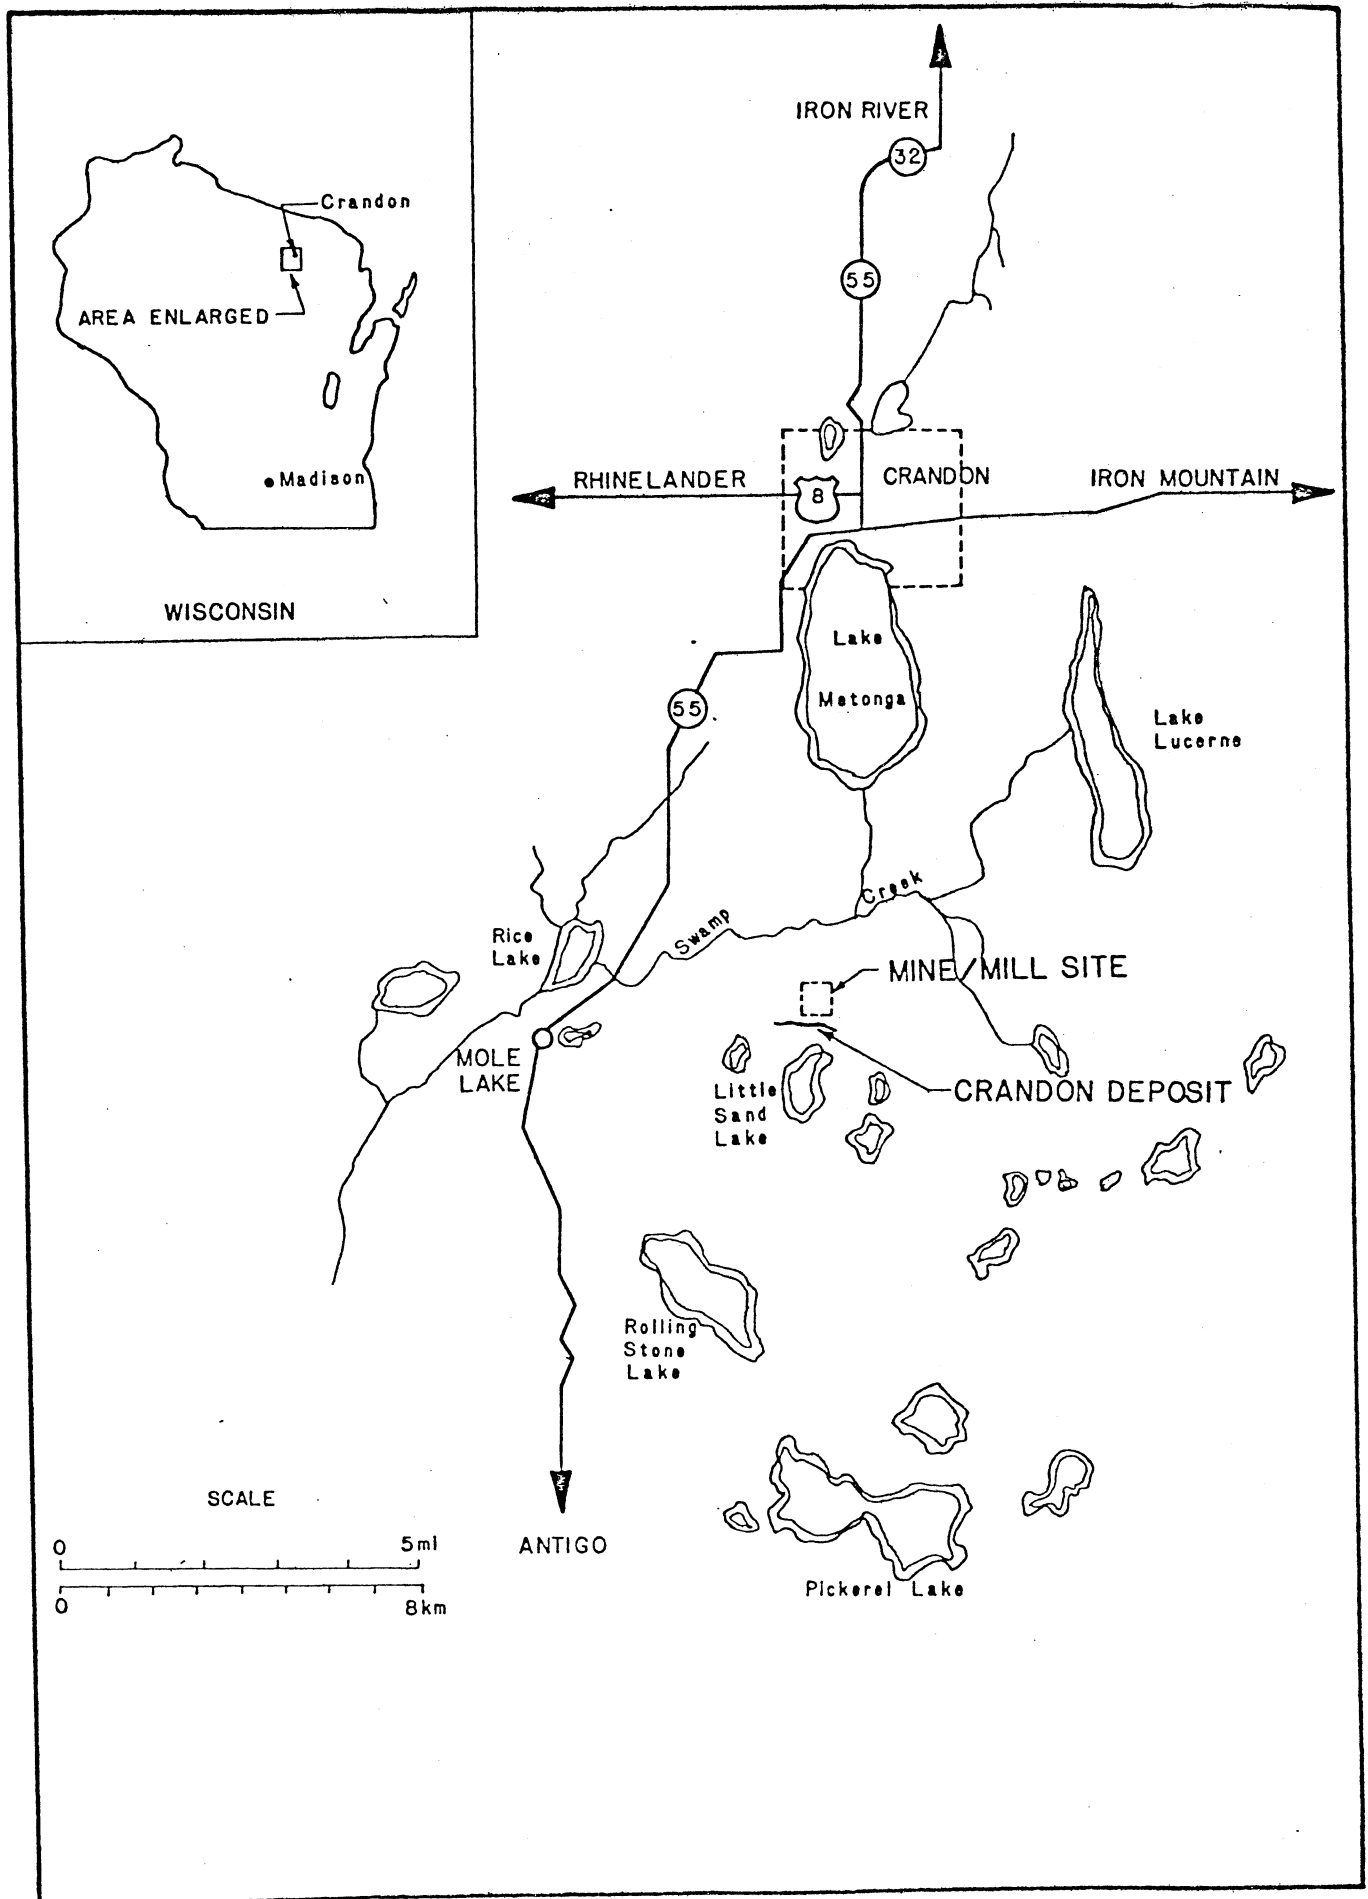 Crandon
AREA ENLARGED
Madison
WISCONSIN
IRON RIVER
32
55
RHINELANDER
8
CRANDON
IRON MOUNTAIN
Lake
Metonga
55
Lake
Lucerne
Swamp Creek
Rice
Lake
MINE/MILL SITE
MOLE
LAKE
Little
Sand
Lake
CRANDON DEPOSIT
Rolling
Stone
Lake
SCALE
0 5mi
0 8km
ANTIGO
Pickerel Lake